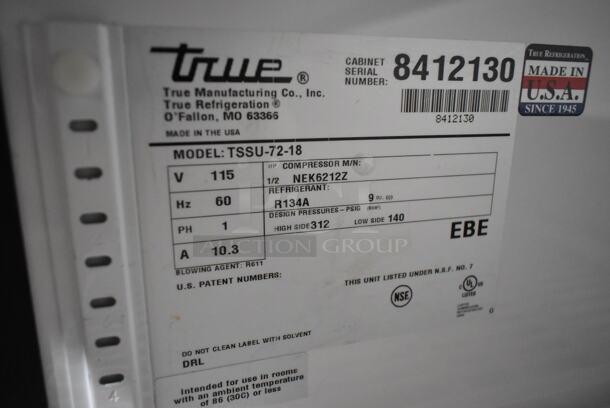 true®
True Manufacturing Co., Inc.
True Refrigeration®
O'Fallon, MO 63366
MADE IN THE USA
CABINET SERIAL NUMBER: 8412130
8412130
TRUE REFRIGERATION
MADE IN
U.S.A.
SINCE 1945
MODEL: TSSU-72-18
V 115
Hz 60
PH 1
A 10.3
HP COMPRESSOR M/N:
1/2 NEK6212Z
REFRIGERANT:
R134A 9
DESIGN PRESSURES-PSIG
HIGH SIDE 312 LOW SIDE 140
EBE
BLOWING AGENT: R611
U.S. PATENT NUMBERS:
THIS UNIT LISTED UNDER N.S.F. NO. 7
NSF
UL
LISTED
0
AUCTION GROUP
DO NOT CLEAN LABEL WITH SOLVENT
DRL
Intended for use in rooms
with an ambient temperature
of 86 (30C) or less
4